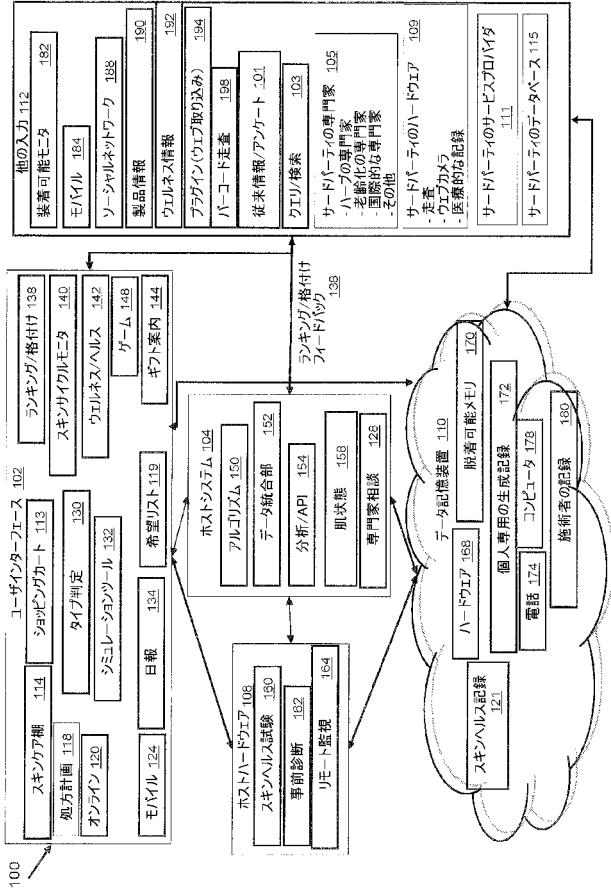 100
ユーザインターフェース 102
スキンケア棚 114
ショッピングカート 113
処方計画 118
オンライン 120
タイプ判定 130
シミュレーションツール 132
モバイル 124
日報 134
希望リスト 119
ランキング/格付け 138
スキンサイクルモニタ 140
ウェルネス/ヘルス 142
ゲーム 148
ギフト案内 144
ホストハードウェア 108
スキンヘルス試験 160
事前診断 162
リモート監視 164
ホストシステム 104
アルゴリズム 150
データ統合部 152
分析/API 154
肌状態 158
専門家相談 128
ランキング/格付け
フィードバック
138
他の入力 112
装着可能モニタ 182
モバイル 184
ソーシャルネットワーク 188
製品情報 190
ウェルネス情報 192
プラグイン(ウェブ取り込み) 194
バーコード走査 198
従来情報/アンケート 101
クエリ/検索 103
サードパーティの専門家
- ハーブの専門家 105
- 老齢化の専門家
- 国際的な専門家
- その他
サードパーティのハードウェア
- 走査 109
- ウェブカメラ
- 医療的な記録
サードパーティのサービスプロバイダ
111
サードパーティのデータベース 115
データ記憶装置 110
スキンヘルス記録
121
ハードウェア 168
脱着可能メモリ 170
個人専用の生成記録 172
電話 174
コンピュータ 178
施術者の記録 180